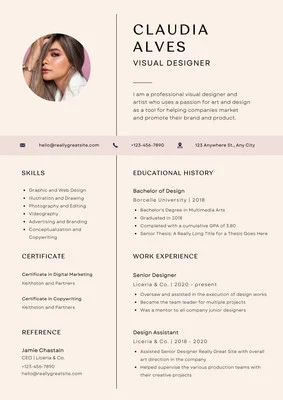 CLAUDIA
ALVES
VISUAL DESIGNER
I am a professional visual designer and
artist who uses a passion for art and design
as a tool for helping companies market
and promote their brand and product.
hello@reallygreatsite.com
+123-456-7890
123 Anywhere St., Any City
SKILLS
Graphic and Web Design
Illustration and Drawing
Photography and Editing
Videography
Advertising and Branding
Conceptualization and
Copywriting
CERTIFICATE
Certificate in Digital Marketing
Keithston and Partners
Certificate in Copywriting
Keithston and Partners
REFERENCE
Jamie Chastain
CEO | Liceria & Co.
+123-456-7890
hello@reallygreatsite.com
EDUCATIONAL HISTORY
Bachelor of Design
Borcelle University | 2018
Bachelor's Degree in Multimedia Arts
Graduated in 2018
Completed with a cumulative GPA of 3.80
Senior Thesis: A Really Long Title for a Thesis Goes Here
WORK EXPERIENCE
Senior Designer
Liceria & Co. | 2020 - present
Oversaw and assisted in the execution of design works
Became the team leader for multiple projects
Was a mentor to all company junior designers
Design Assistant
Liceria & Co. | 2018 - 2020
Assisted Senior Designer Really Great Site with overall
art direction in the company
Helped supervise the various production teams with
their creative projects